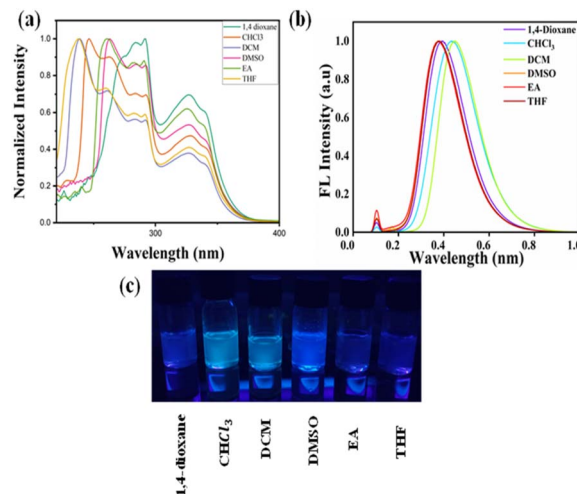 (a)
1,4 dioxane
CHCl3
DCM
DMSO
EA
THF
Normalized Intensity
1.0
0.8
0.6
0.4
0.2
0.0
300
400
Wavelength (nm)
(b)
1,4-Dioxane
CHCl₃
DCM
DMSO
EA
THF
FL Intensity (a.u)
1.0
0.8
0.6
0.4
0.2
0.0
0.0
0.2
0.4
0.6
0.8
1.0
Wavelength (nm)
(c)
1,4-dioxane
CHCl₃
DCM
DMSO
EA
THF